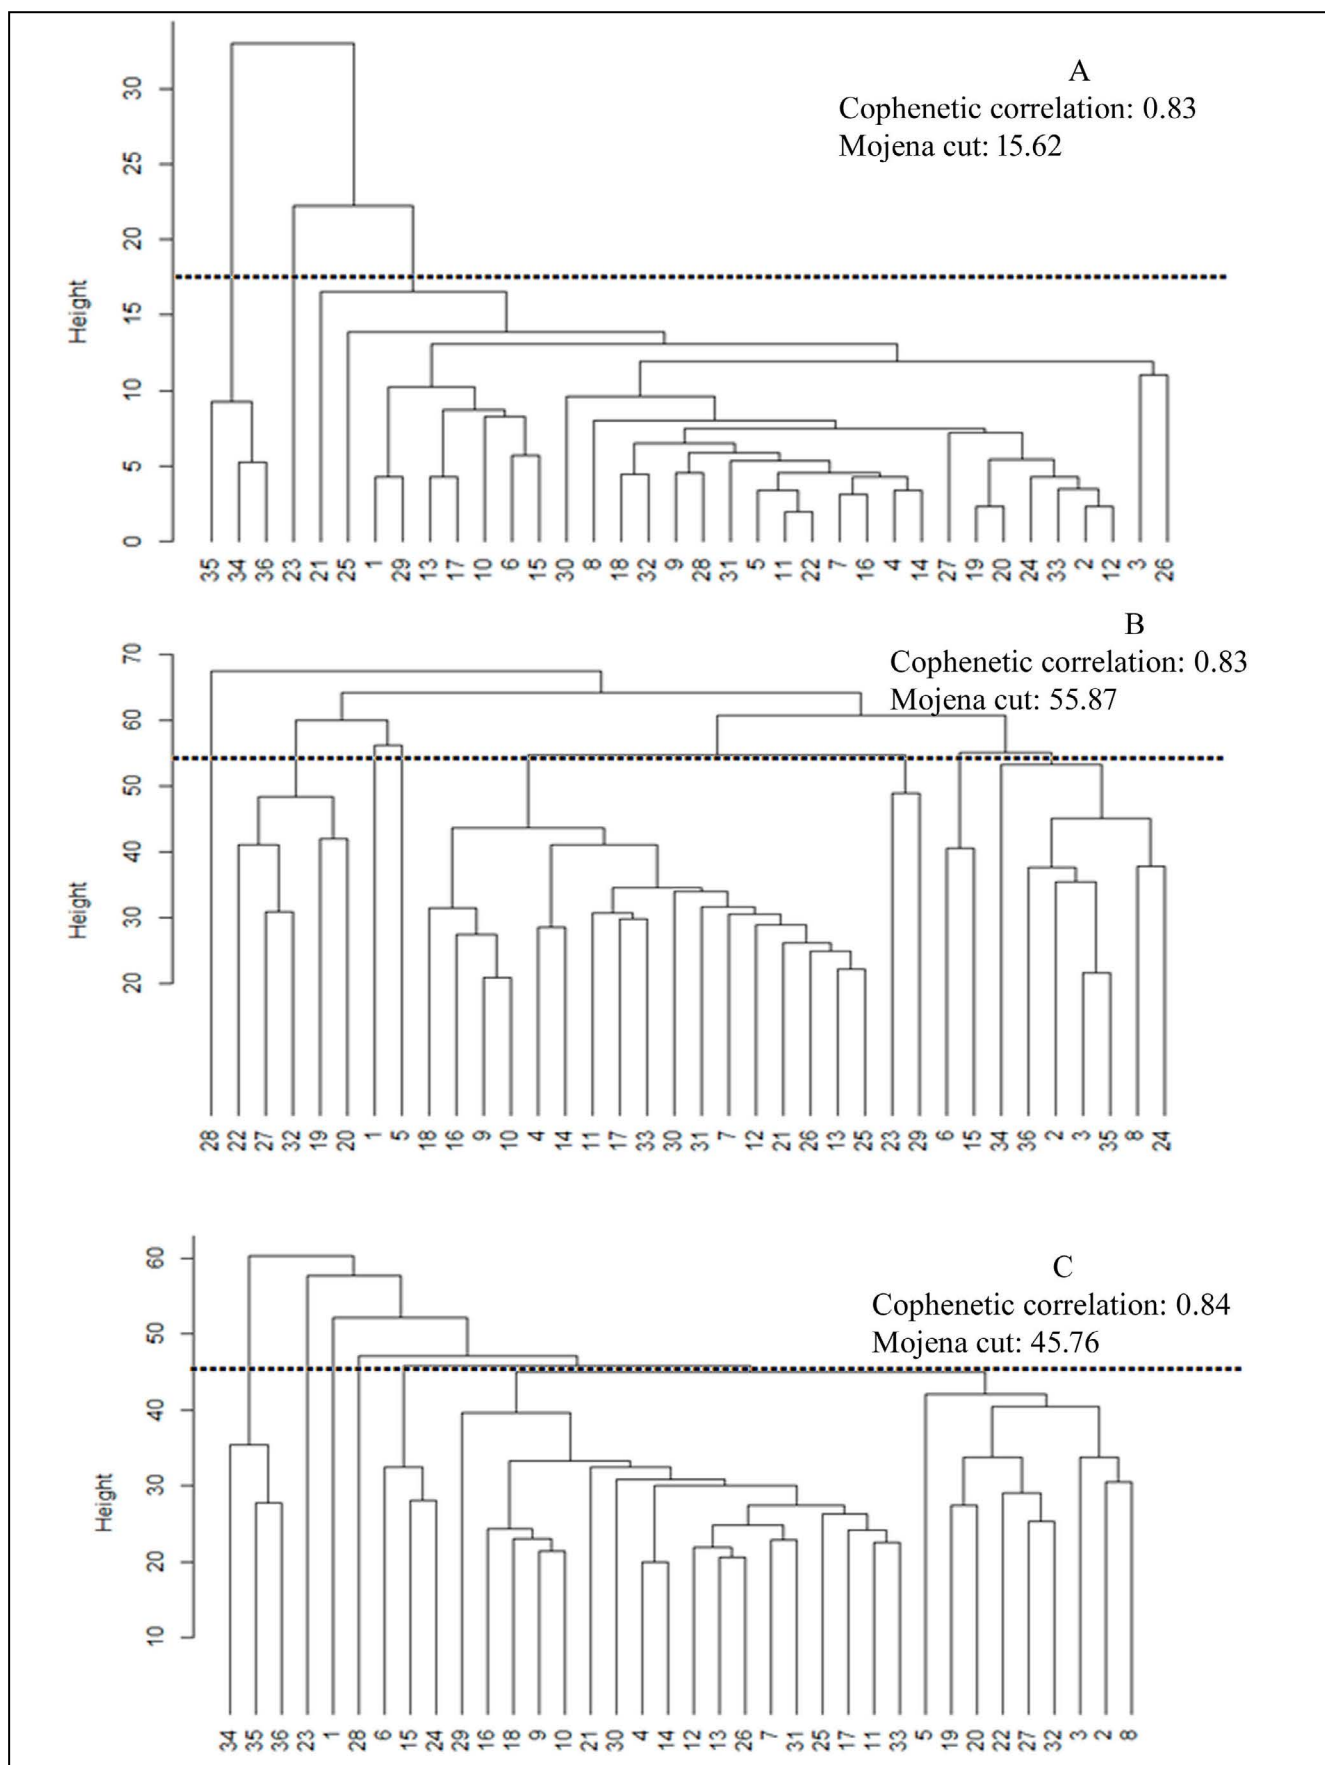 A
Cophenetic correlation: 0.83
Mojena cut: 15.62
Height
0 5 10 15 20 25 30
35 34 36 23 21 25 1 29 13 17 10 6 15 30 8 18 32 9 28 31 5 11 22 7 16 4 14 27 19 20 24 33 2 12 3 26
B
Cophenetic correlation: 0.83
Mojena cut: 55.87
Height
20 30 40 50 60 70
28 22 27 32 19 20 1 5 18 16 9 10 4 14 11 17 33 30 31 7 12 21 26 13 25 23 29 6 15 34 36 2 3 35 8 24
C
Cophenetic correlation: 0.84
Mojena cut: 45.76
Height
10 20 30 40 50 60
34 35 36 23 1 28 6 15 24 29 16 18 9 10 21 30 4 14 12 13 26 7 31 25 17 11 33 5 19 20 22 27 32 3 2 8